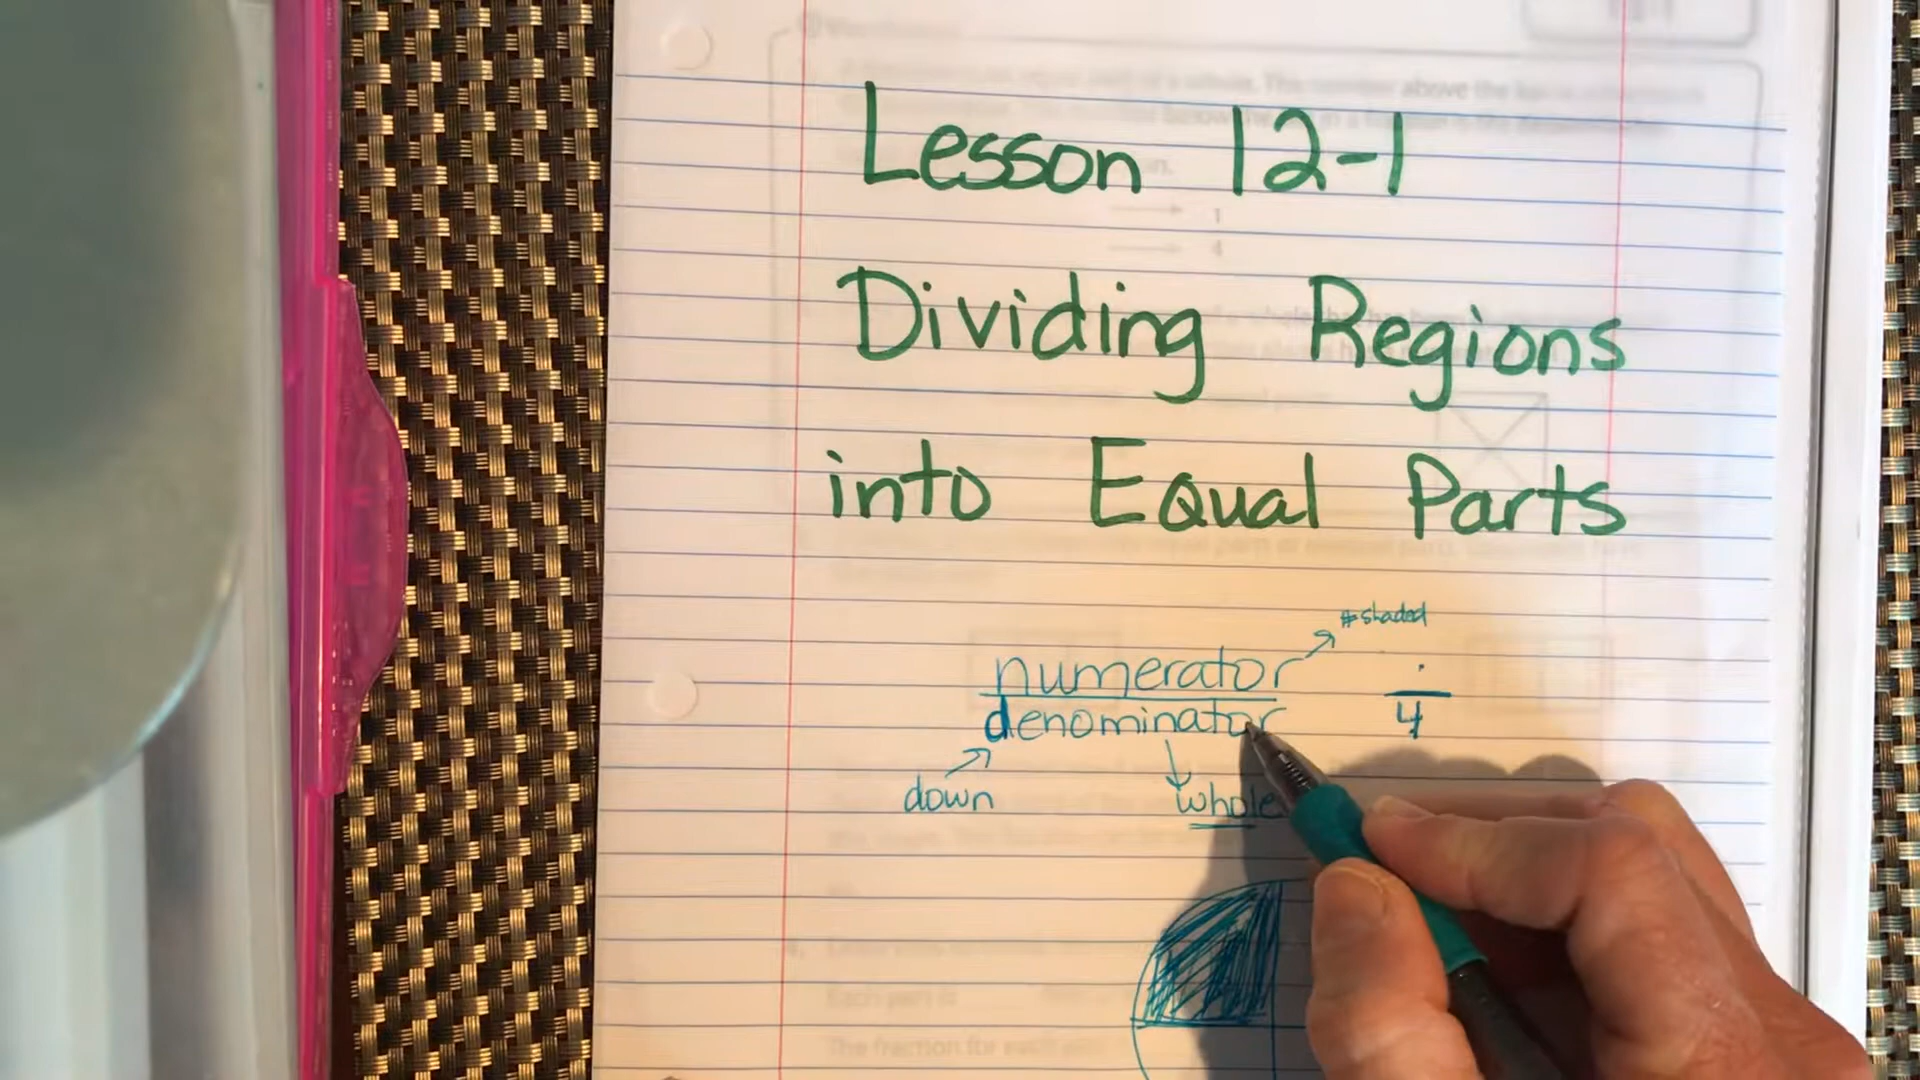 Lesson 12-1
Dividing Regions
into Equal Parts
#shaded
numerator
denominator
4
down
whole